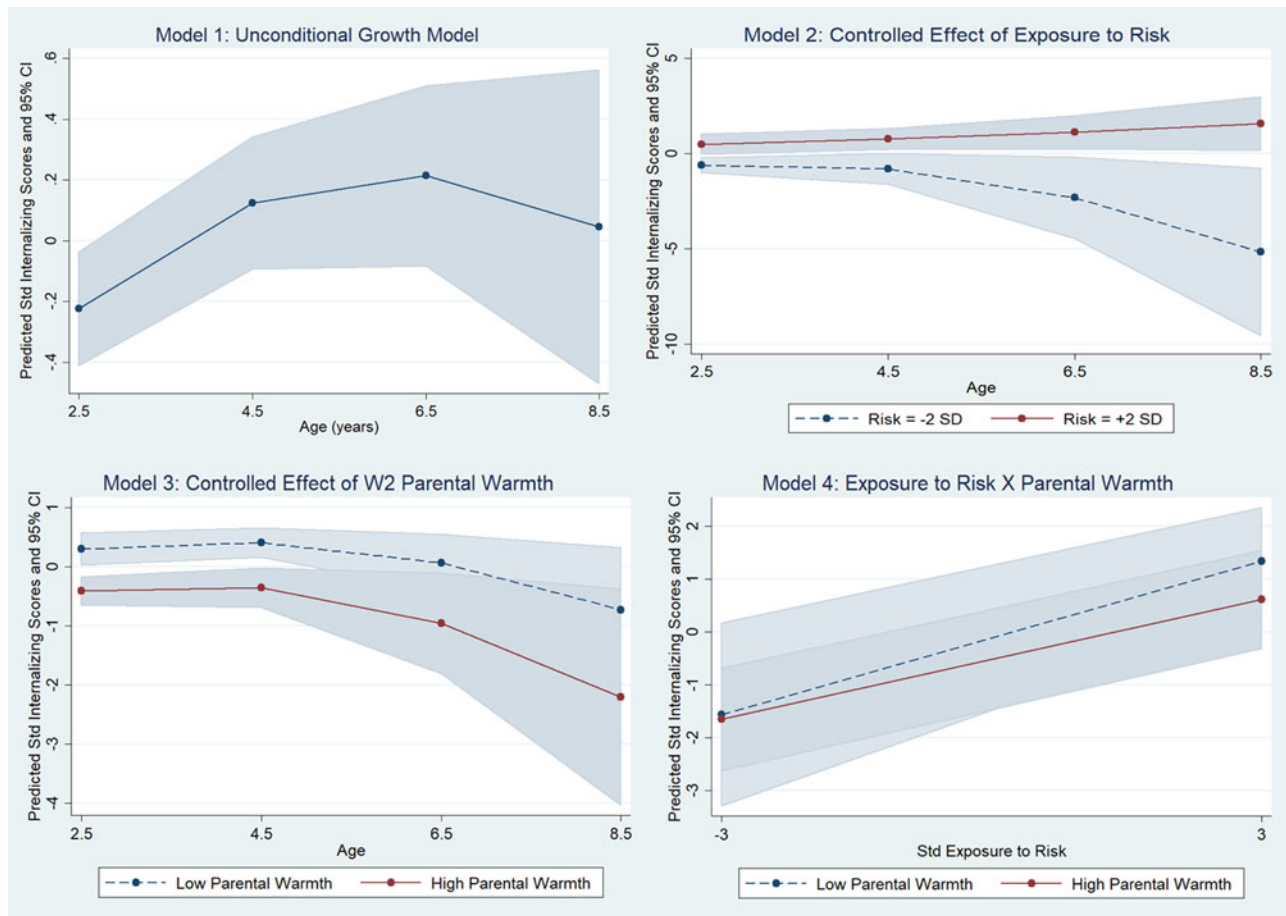 Model 1: Unconditional Growth Model
Predicted Std Internalizing Scores and 95% CI
.6
.4
.2
0
-.2
-.4
2.5 4.5 6.5 8.5
Age (years)
Model 2: Controlled Effect of Exposure to Risk
Predicted Std Internalizing Scores and 95% CI
5
0
-5
-10
2.5 4.5 6.5 8.5
Age
Risk = -2 SD Risk = +2 SD
Model 3: Controlled Effect of W2 Parental Warmth
Predicted Std Internalizing Scores and 95% CI
1
0
-1
-2
-3
-4
2.5 4.5 6.5 8.5
Age
Low Parental Warmth High Parental Warmth
Model 4: Exposure to Risk X Parental Warmth
Predicted Std Internalizing Scores and 95% CI
2
1
0
-1
-2
-3
-3 3
Std Exposure to Risk
Low Parental Warmth High Parental Warmth